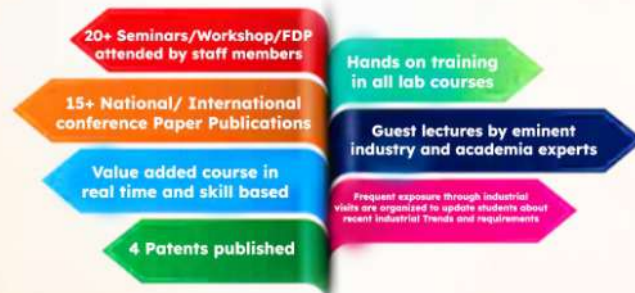 20+ Seminars/Workshop/FDP
attended by staff members
15+ National/ International
conference Paper Publications
Value added course in
real time and skill based
4 Patents published
Hands on training
in all lab courses
Guest lectures by eminent
industry and academia experts
Frequent exposure through industrial
visits are organized to update students about
recent industrial Trends and requirements